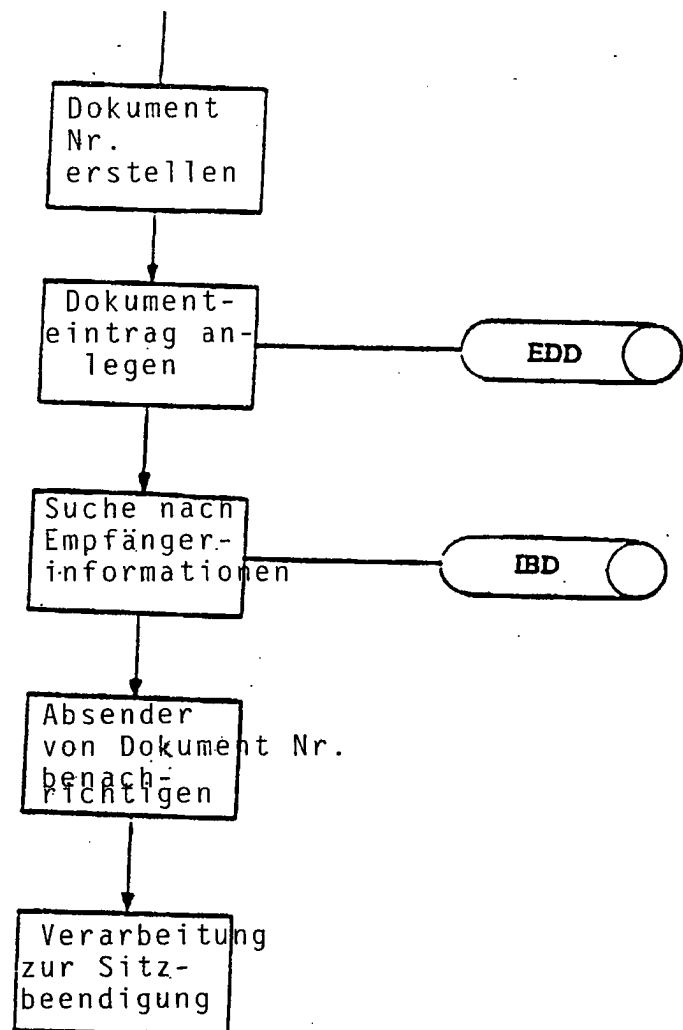 Dokument
Nr.
erstellen
Dokument-
eintrag an-
legen
EDD
Suche nach
Empfänger-
informationen
IBD
Absender
von Dokument Nr.
benach-
richtigen
Verarbeitung
zur Sitz-
beendigung